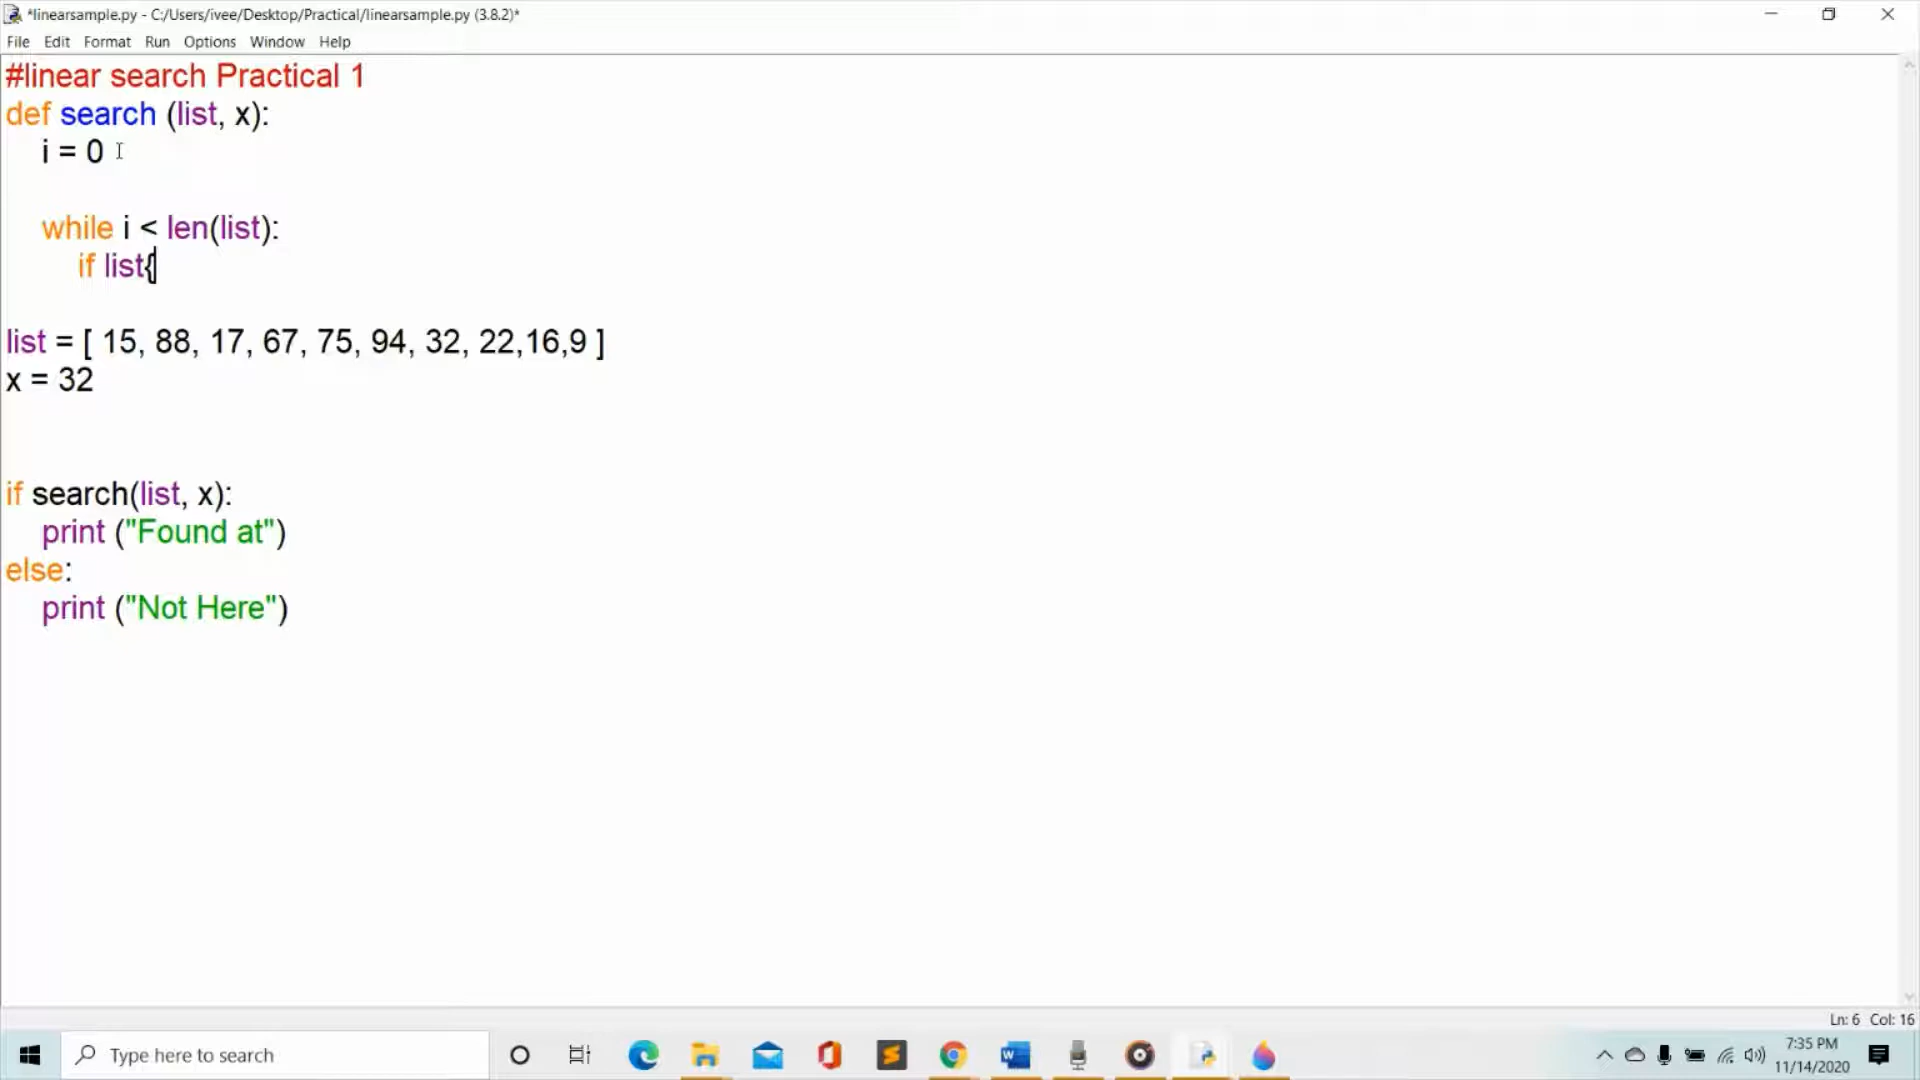 *linearsample.py - C:/Users/ivee/Desktop/Practical/linearsample.py (3.8.2)*
File Edit Format Run Options Window Help
#linear search Practical 1
def search (list, x):
    i = 0
    while i < len(list):
        if list{
list = [ 15, 88, 17, 67, 75, 94, 32, 22,16,9 ]
x = 32
if search(list, x):
    print ("Found at")
else:
    print ("Not Here")
Ln: 6 Col: 16
Type here to search
7:35 PM
11/14/2020